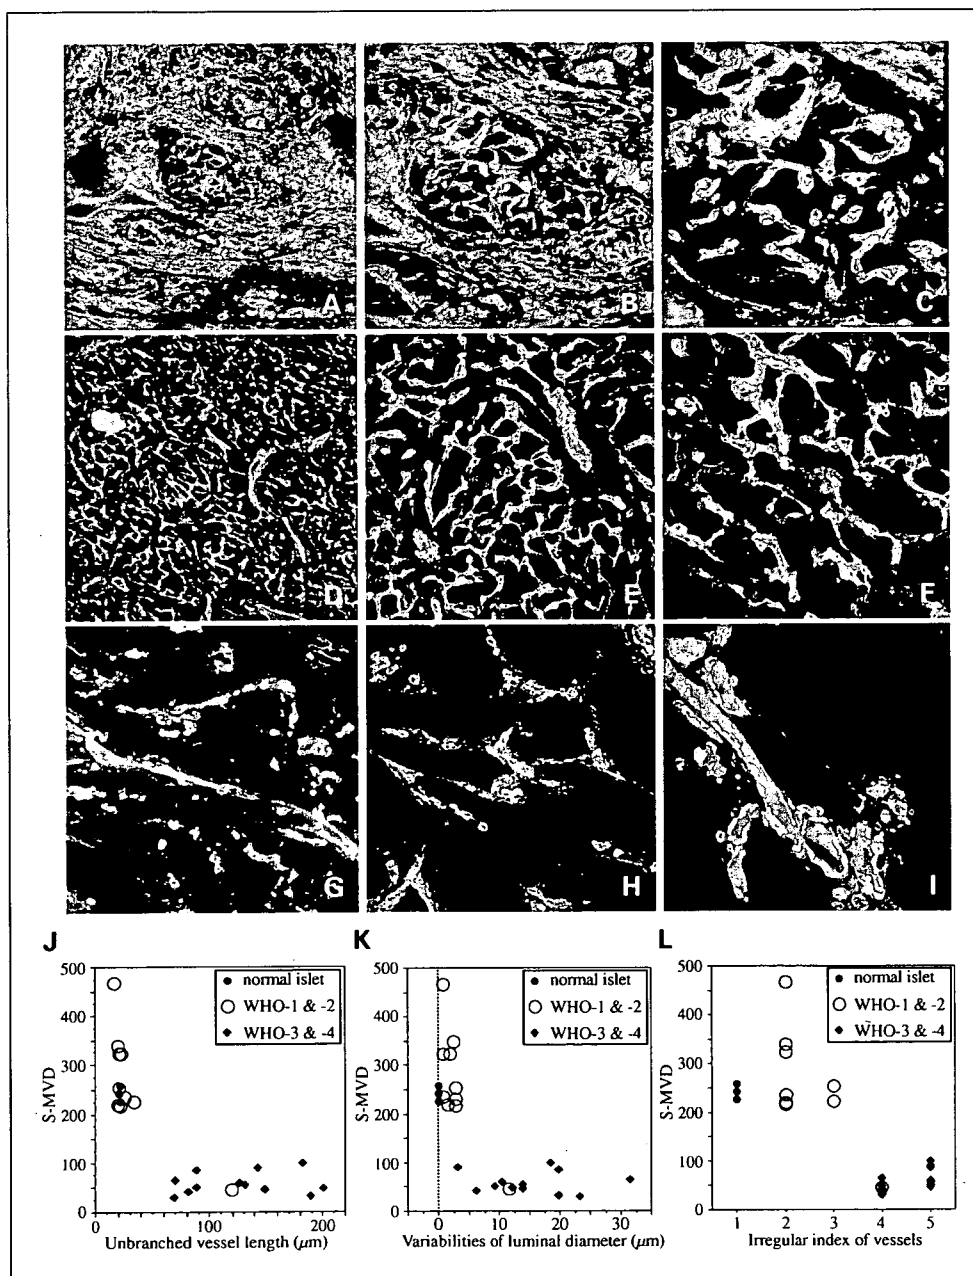 A
B
C
D
E
F
G
H
I
J
K
L
500
400
300
200
100
0
S-MVD
normal islet
WHO-1 & -2
WHO-3 & -4
0
100
200
Unbranched vessel length (μm)
500
400
300
200
100
0
S-MVD
normal islet
WHO-1 & -2
WHO-3 & -4
0
10
20
30
Variabilities of luminal diameter (μm)
500
400
300
200
100
0
S-MVD
normal islet
WHO-1 & -2
WHO-3 & -4
1
2
3
4
5
Irregular index of vessels